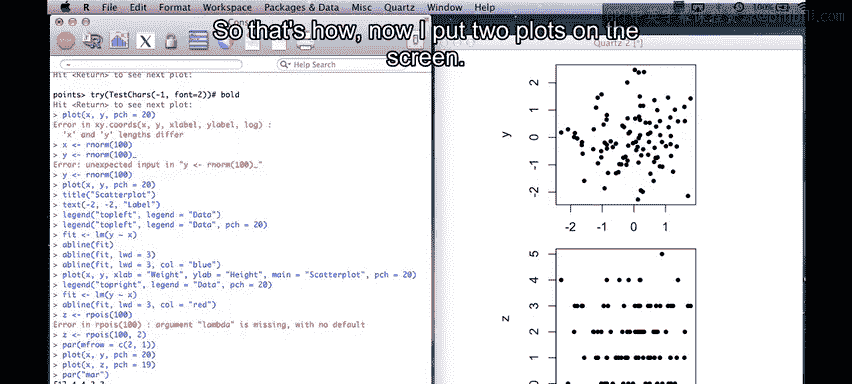 R File Edit Format Workspace Packages & Data Misc Quartz Window Help
100%
So that's how, now I put two plots on the
screen.
Quartz 2 [*]
Help Search
Hit <Return> to see next plot:
points> try(TestChars(-1, font=2))# bold
Hit <Return> to see next plot:
> plot(x, y, pch = 20)
Error in xy.coords(x, y, xlabel, ylabel, log) :
'x' and 'y' lengths differ
> x <- rnorm(100)
> y <- rnorm(100)_
Error: unexpected input in "y <- rnorm(100)_"
> y <- rnorm(100)
> plot(x, y, pch = 20)
> title("Scatterplot")
> text(-2, -2, "Label")
> legend("topleft", legend = "Data")
> legend("topleft", legend = "Data", pch = 20)
> fit <- lm(y ~ x)
> abline(fit)
> abline(fit, lwd = 3)
> abline(fit, lwd = 3, col = "blue")
> plot(x, y, xlab = "Weight", ylab = "Height", main = "Scatterplot", pch = 20)
> legend("topright", legend = "Data", pch = 20)
> fit <- lm(y ~ x)
> abline(fit, lwd = 3, col = "red")
> z <- rpois(100)
Error in rpois(100) : argument "lambda" is missing, with no default
> z <- rpois(100, 2)
> par(mfrow = c(2, 1))
> plot(x, y, pch = 20)
> plot(x, z, pch = 19)
> par("mar")
y
2
1
0
-1
-2
-2 -1 0 1
z
5
4
3
2
1
0